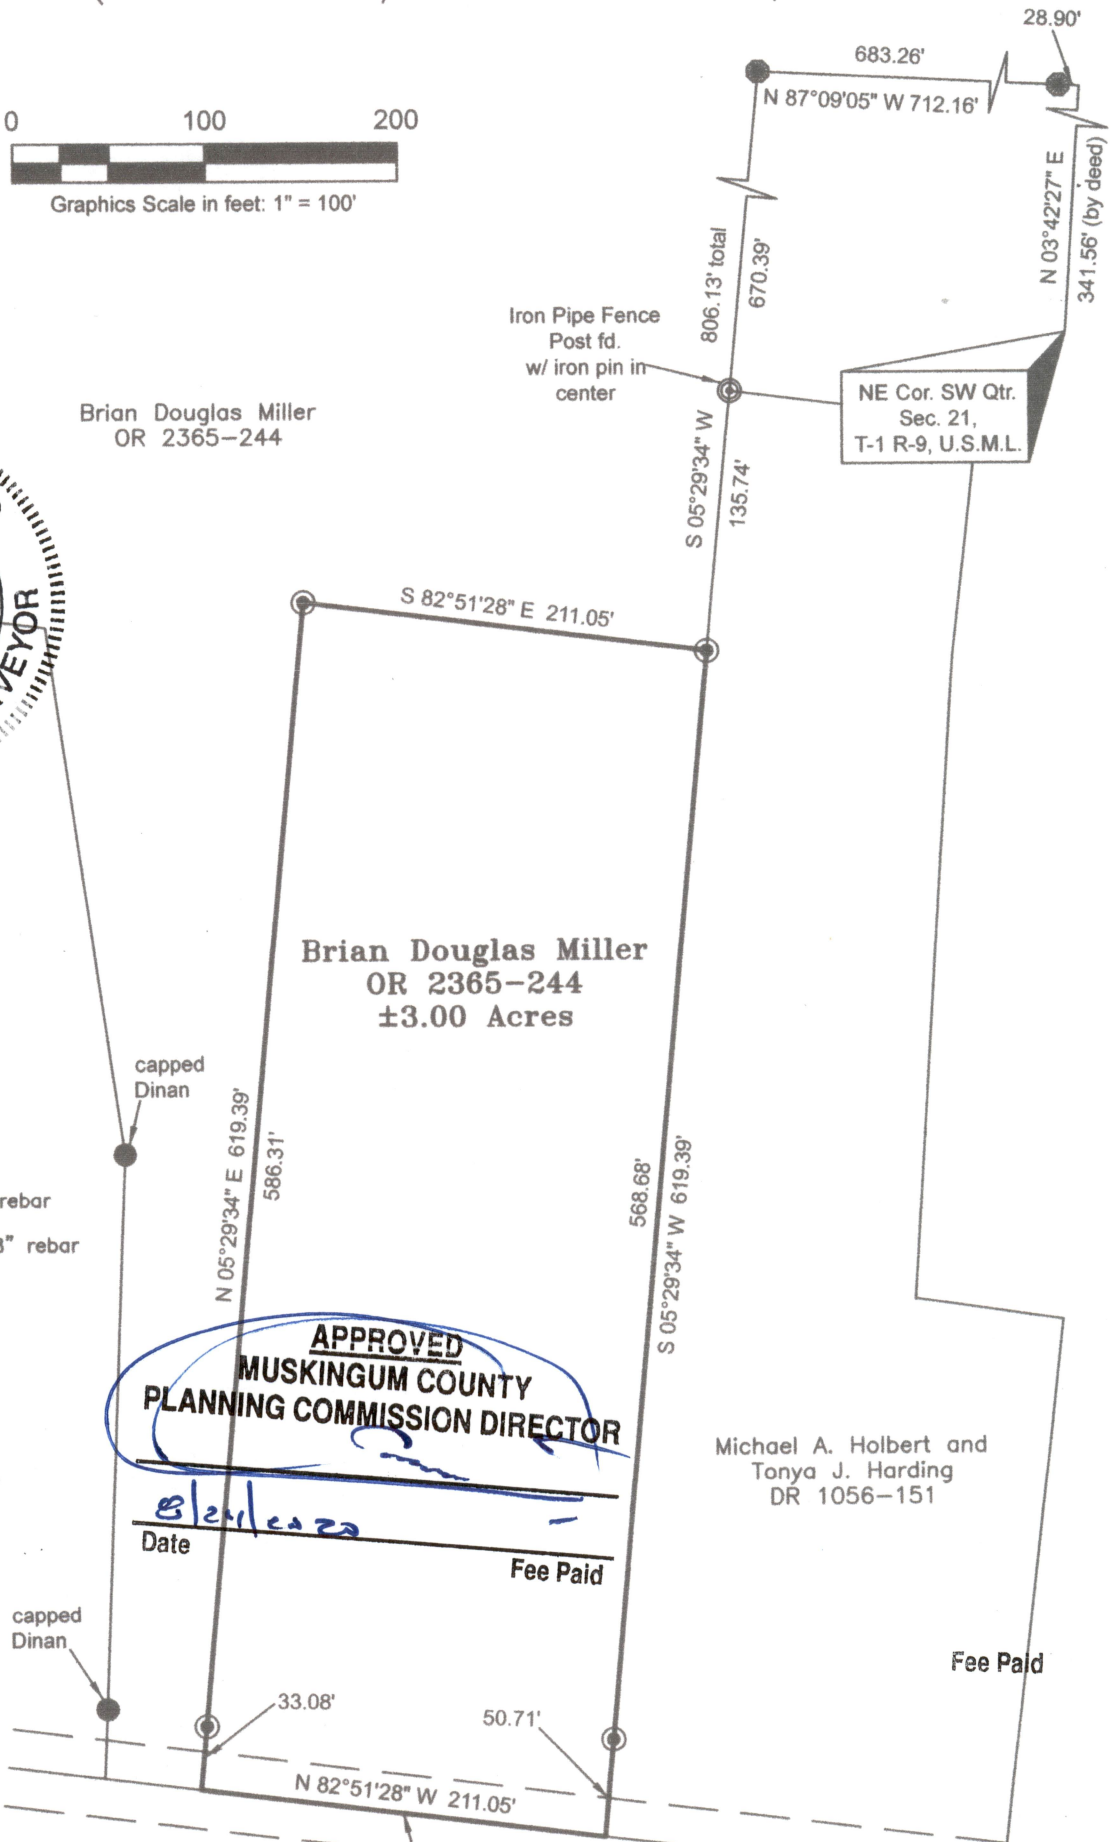 28.90'
683.26'
N 87°09'05" W 712.16'
0 100 200
Graphics Scale in feet: 1" = 100'
N 03°42'27" E
341.56' (by deed)
806.13' total
670.39'
Iron Pipe Fence
Post fd.
w/ iron pin in
center
NE Cor. SW Qtr.
Sec. 21,
T-1 R-9, U.S.M.L.
Brian Douglas Miller
OR 2365-244
S 05°29'34" W
135.74'
VEYOR
S 82°51'28" E 211.05'
Brian Douglas Miller
OR 2365-244
±3.00 Acres
capped
Dinan
N 05°29'34" E 619.39'
586.31'
568.68'
S 05°29'34" W 619.39'
rebar
" rebar
APPROVED
MUSKINGUM COUNTY
PLANNING COMMISSION DIRECTOR
8/24/2020
Date
Fee Paid
Michael A. Holbert and
Tonya J. Harding
DR 1056-151
capped
Dinan
Fee Paid
33.08'
50.71'
N 82°51'28" W 211.05'